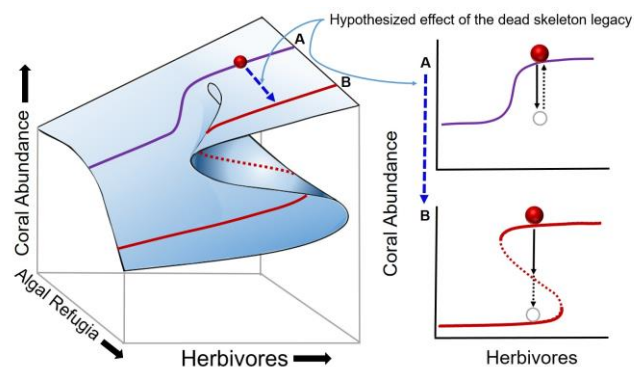 Hypothesized effect of the dead skeleton legacy
A
B
Coral Abundance
Algal Refugia
Herbivores
A
B
Coral Abundance
Herbivores